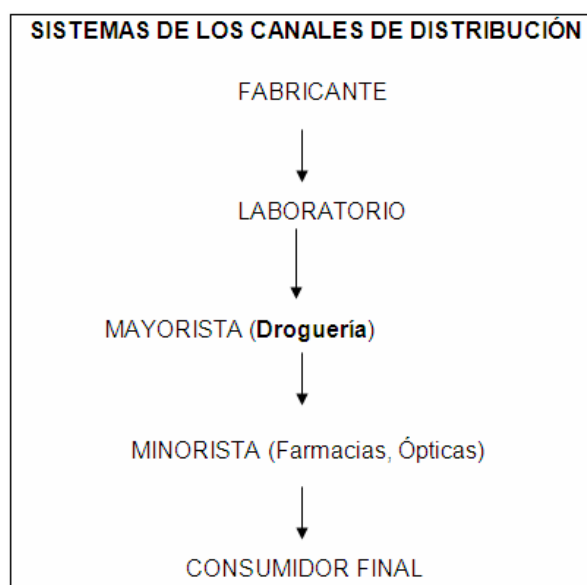 SISTEMAS DE LOS CANALES DE DISTRIBUCIÓN
FABRICANTE
LABORATORIO
MAYORISTA (Droguería)
MINORISTA (Farmacias, Ópticas)
CONSUMIDOR FINAL